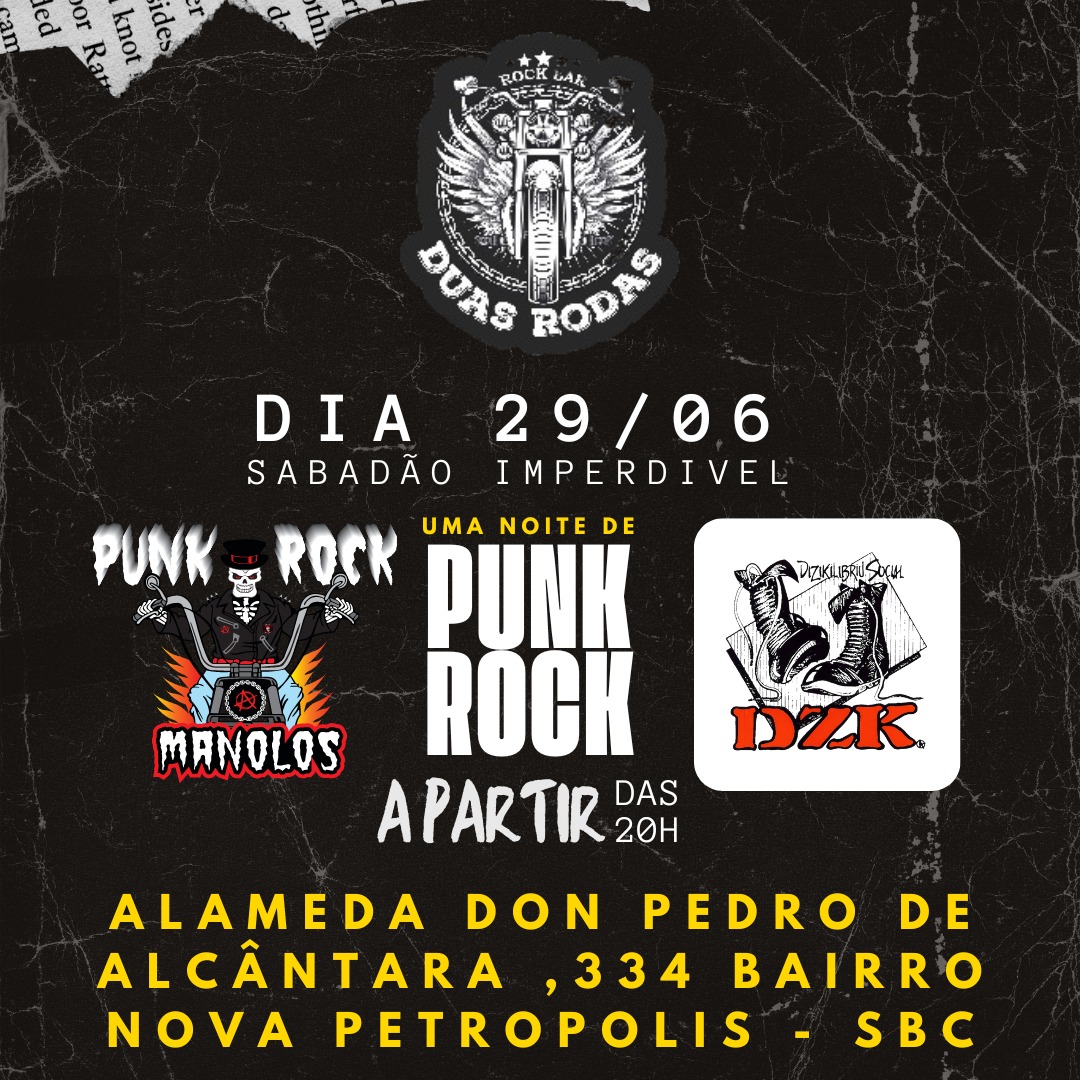 ROCK BAR
DUAS RODAS
DIA 29/06
SABADÃO IMPERDIVEL
PUNK ROCK
MANOLOS
UMA NOITE DE
PUNK
ROCK
DIZIKILIBRIU SOCIAL
DZK
A PARTIR DAS
20H
ALAMEDA DON PEDRO DE
ALCÂNTARA ,334 BAIRRO
NOVA PETROPOLIS - SBC